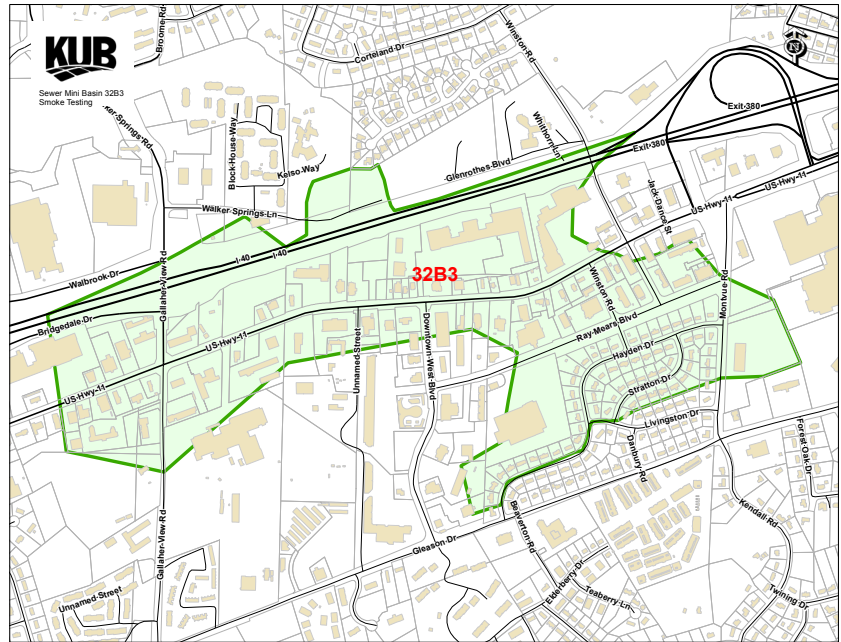 Broome-Rd
Winston-Rd
N
KUB
Corteland-Dr
Sewer Mini Basin 32B3
Smoke Testing
Exit-380
ker-Springs-Rd
Block-House-Way
Whithorn-Ln
Exit-380
Kelso-Way
Glenrothes-Blvd
Jack-Dance-St
US-Hwy-11
US-Hwy-11
Walker-Springs-Ln
Gallaher-View-Rd
I-40
I-40
Walbrook-Dr
32B3
Winston-Rd
Montvue-Rd
Bridgedale-Dr
US-Hwy-11
Unnamed-Street
Downtown-West-Blvd
Ray-Mears-Blvd
Hayden-Dr
Stratton-Dr
US-Hwy-11
Livingston-Dr
Danbury-Rd
Forest-Oak-Dr
Gallaher-View-Rd
Beaverton-Rd
Kendall-Rd
Gleason-Dr
Elderberry-Dr
Teaberry-Ln
Twining-Dr
Unnamed-Street